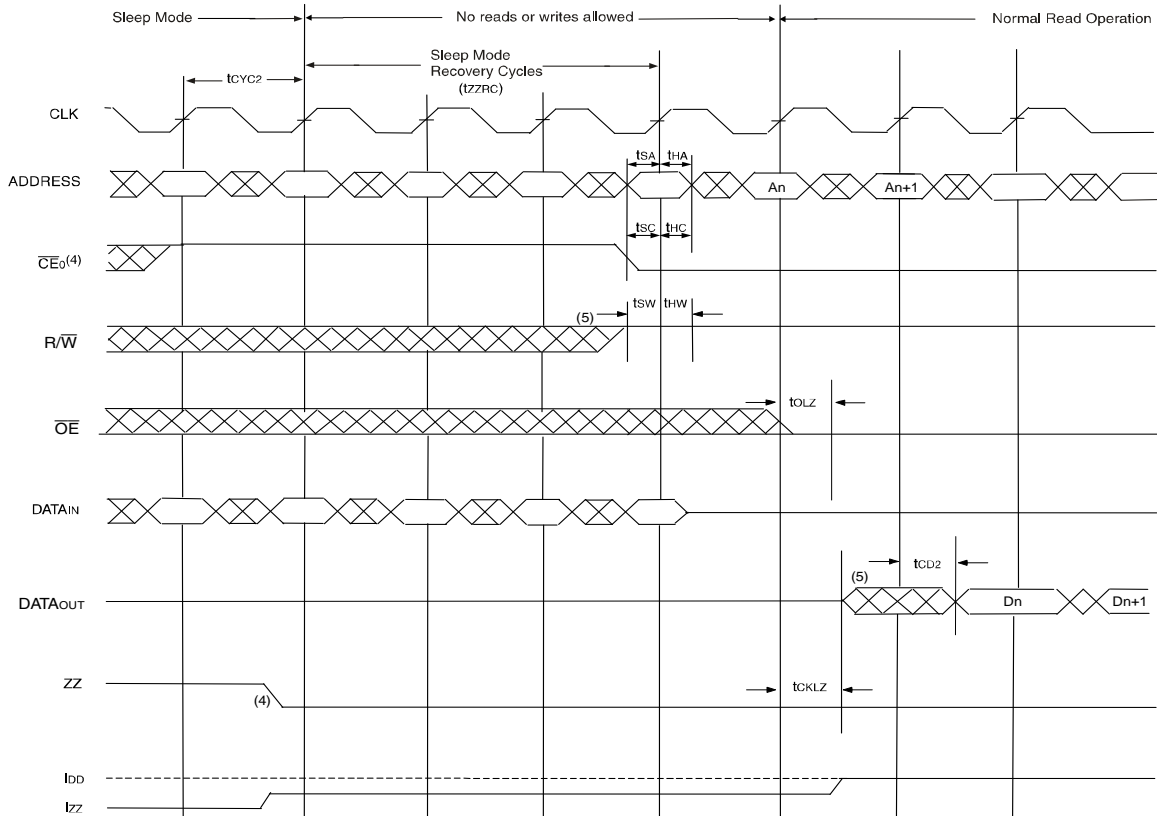 Sleep Mode
No reads or writes allowed
Normal Read Operation
Sleep Mode
Recovery Cycles
(tZZRC)
tCYC2
CLK
tSA
tHA
ADDRESS
An
An+1
tSC
tHC
CE0(4)
tSW
tHW
(5)
R/W
tOLZ
OE
DATAIN
tCD2
(5)
DATAOUT
Dn
Dn+1
ZZ
(4)
tCKLZ
IDD
IZZ